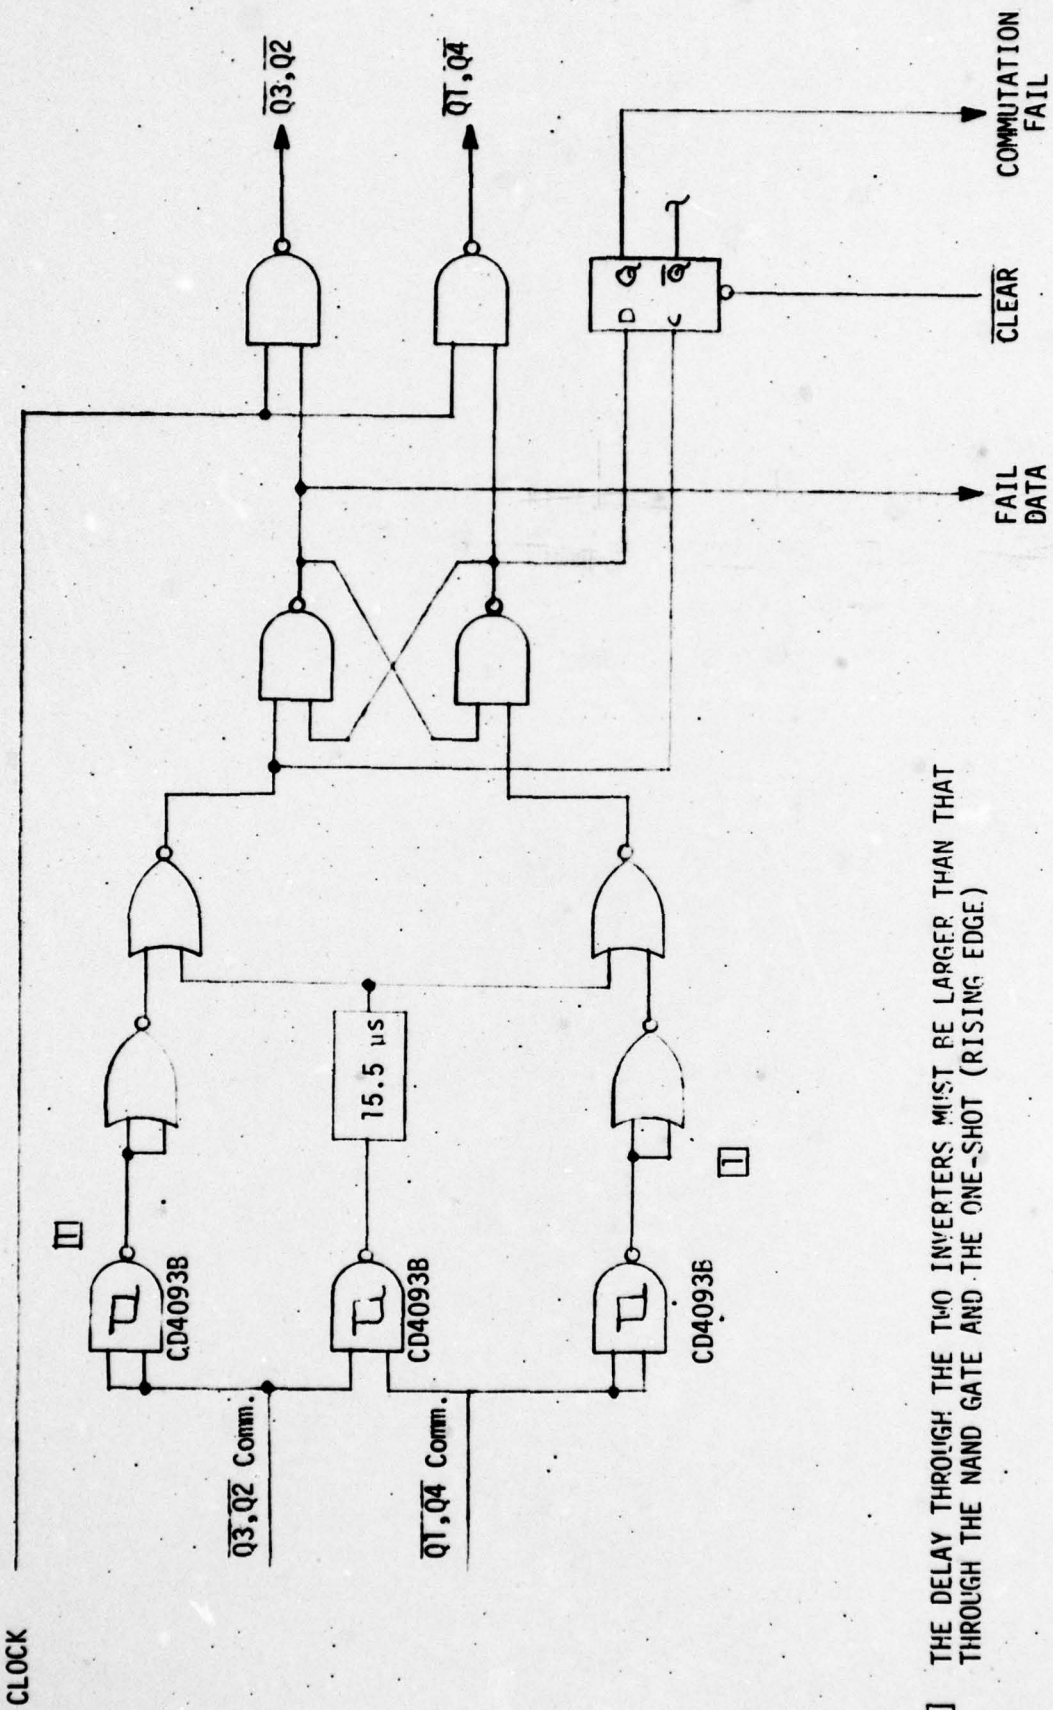 CLOCK
Q3,Q2
Q1,Q4
Q3,Q2 Comm.
Q1,Q4 Comm.
CD4093B
CD4093B
CD4093B
1
1
15.5 µs
D Q
C Q
FAIL
DATA
CLEAR
COMMUTATION
FAIL
THE DELAY THROUGH THE TWO INVERTERS MUST BE LARGER THAN THAT
THROUGH THE NAND GATE AND THE ONE-SHOT (RISING EDGE)